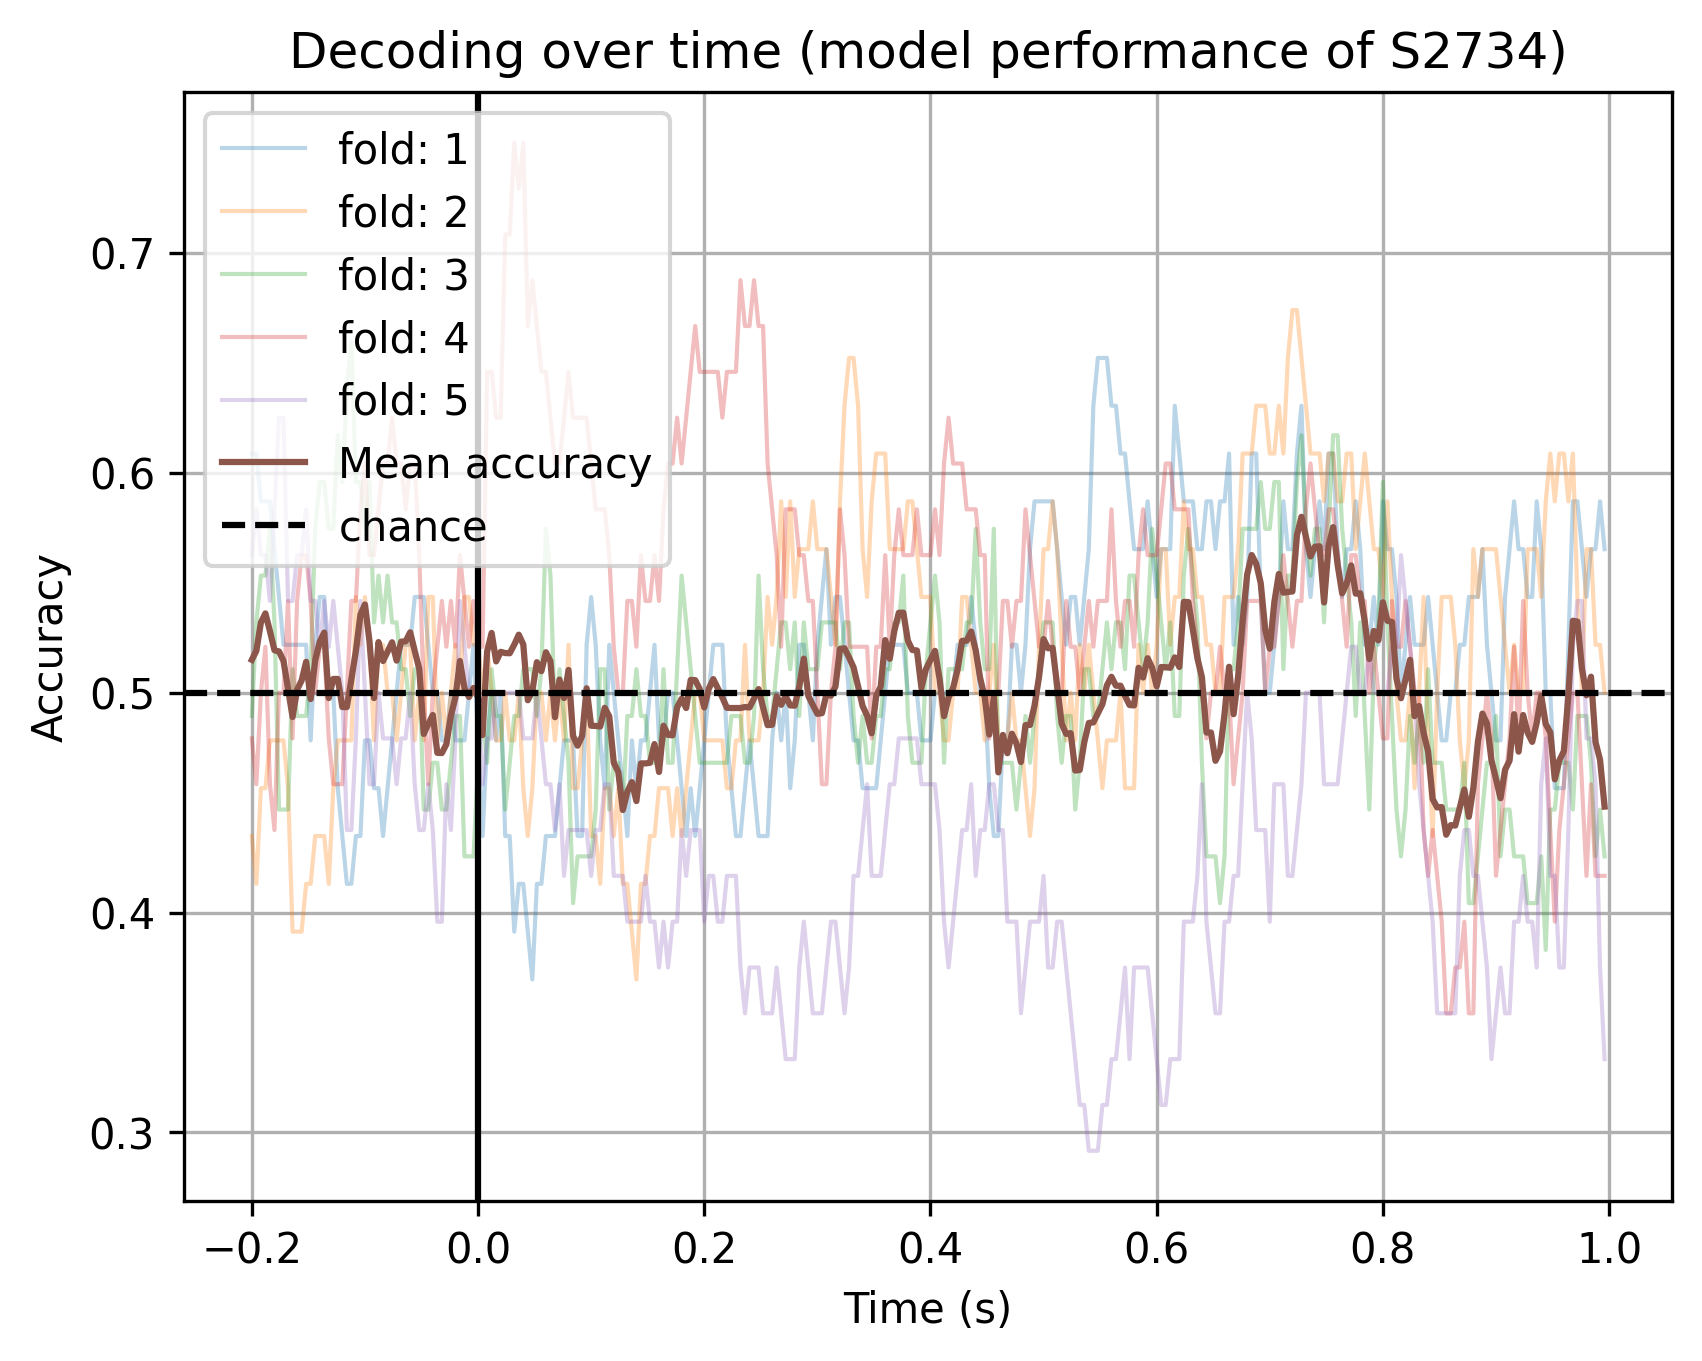 Decoding over time (model performance of S2734)
fold: 1
fold: 2
fold: 3
fold: 4
fold: 5
Mean accuracy
chance
Accuracy
0.7
0.6
0.5
0.4
0.3
−0.2 0.0 0.2 0.4 0.6 0.8 1.0
Time (s)